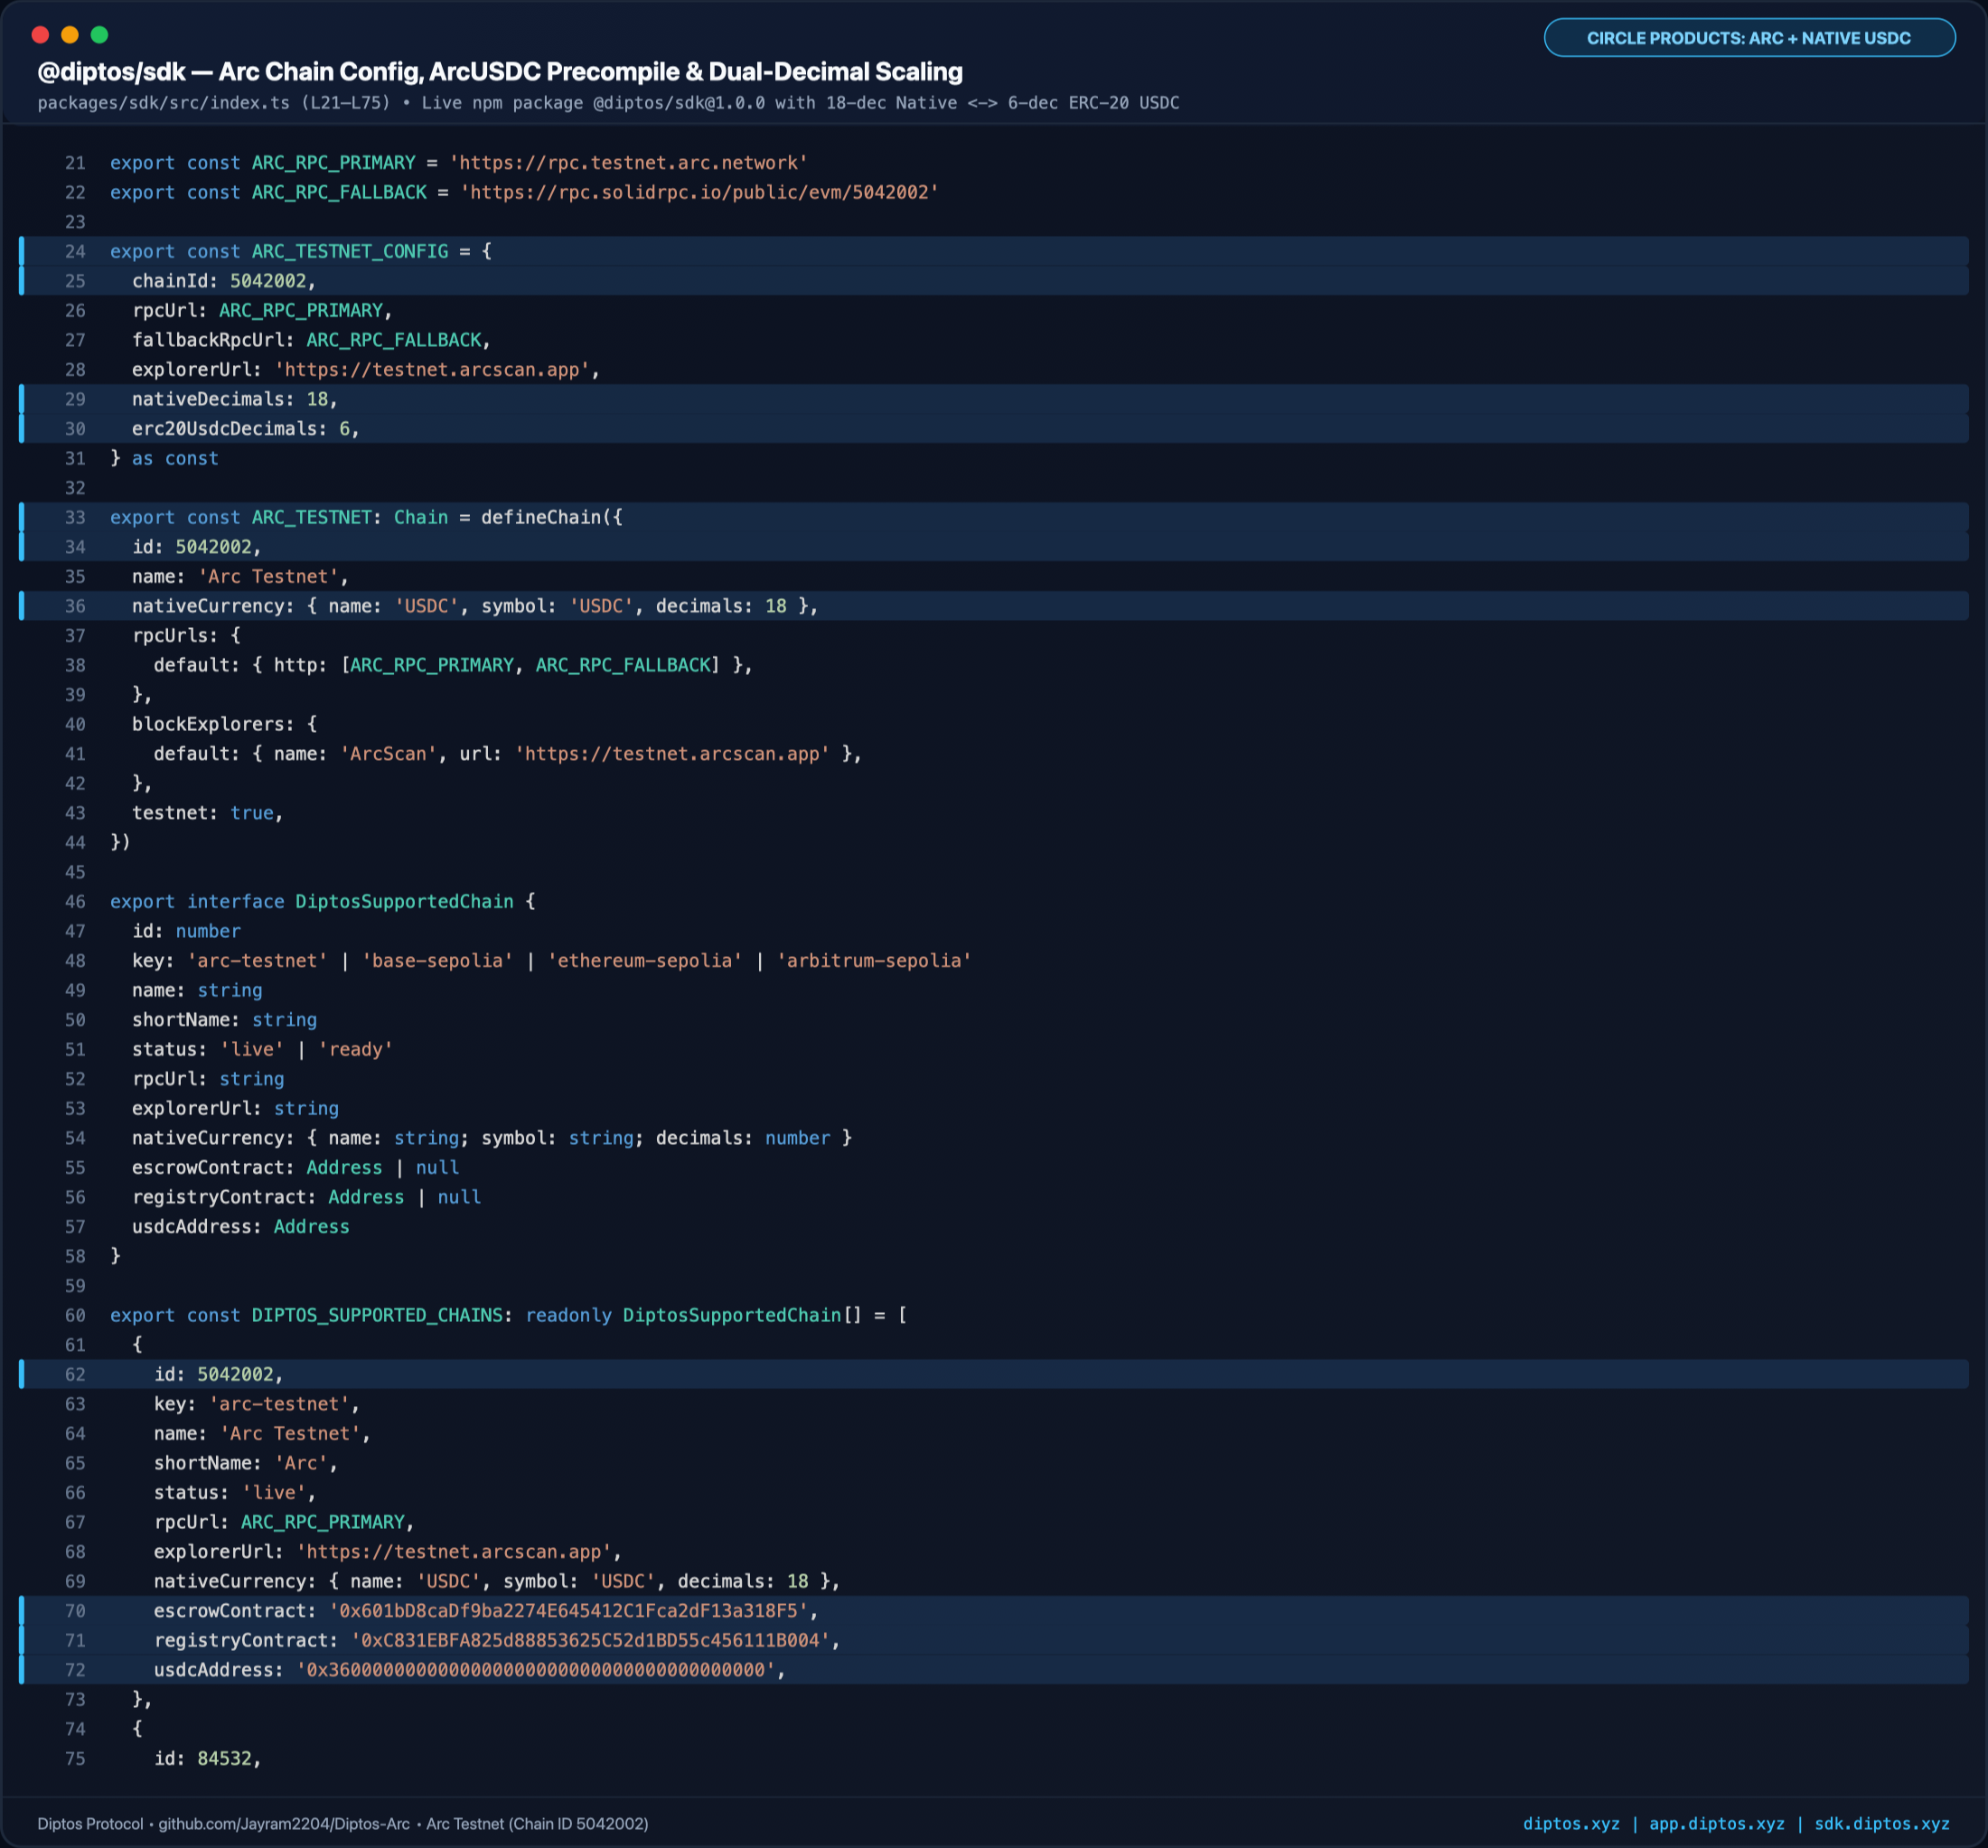 CIRCLE PRODUCTS: ARC + NATIVE USDC
@diptos/sdk — Arc Chain Config, ArcUSDC Precompile & Dual-Decimal Scaling
packages/sdk/src/index.ts (L21–L75) • Live npm package @diptos/sdk@1.0.0 with 18-dec Native <-> 6-dec ERC-20 USDC
21 export const ARC_RPC_PRIMARY = 'https://rpc.testnet.arc.network'
22 export const ARC_RPC_FALLBACK = 'https://rpc.solidrpc.io/public/evm/5042002'
23
24 export const ARC_TESTNET_CONFIG = {
25   chainId: 5042002,
26   rpcUrl: ARC_RPC_PRIMARY,
27   fallbackRpcUrl: ARC_RPC_FALLBACK,
28   explorerUrl: 'https://testnet.arcscan.app',
29   nativeDecimals: 18,
30   erc20UsdcDecimals: 6,
31 } as const
32
33 export const ARC_TESTNET: Chain = defineChain({
34   id: 5042002,
35   name: 'Arc Testnet',
36   nativeCurrency: { name: 'USDC', symbol: 'USDC', decimals: 18 },
37   rpcUrls: {
38     default: { http: [ARC_RPC_PRIMARY, ARC_RPC_FALLBACK] },
39   },
40   blockExplorers: {
41     default: { name: 'ArcScan', url: 'https://testnet.arcscan.app' },
42   },
43   testnet: true,
44 })
45
46 export interface DiptosSupportedChain {
47   id: number
48   key: 'arc-testnet' | 'base-sepolia' | 'ethereum-sepolia' | 'arbitrum-sepolia'
49   name: string
50   shortName: string
51   status: 'live' | 'ready'
52   rpcUrl: string
53   explorerUrl: string
54   nativeCurrency: { name: string; symbol: string; decimals: number }
55   escrowContract: Address | null
56   registryContract: Address | null
57   usdcAddress: Address
58 }
59
60 export const DIPTOS_SUPPORTED_CHAINS: readonly DiptosSupportedChain[] = [
61   {
62     id: 5042002,
63     key: 'arc-testnet',
64     name: 'Arc Testnet',
65     shortName: 'Arc',
66     status: 'live',
67     rpcUrl: ARC_RPC_PRIMARY,
68     explorerUrl: 'https://testnet.arcscan.app',
69     nativeCurrency: { name: 'USDC', symbol: 'USDC', decimals: 18 },
70     escrowContract: '0x601bD8caDf9ba2274E645412C1Fca2dF13a318F5',
71     registryContract: '0xC831EBFA825d88853625C52d1BD55c456111B004',
72     usdcAddress: '0x3600000000000000000000000000000000000000',
73   },
74   {
75     id: 84532,
Diptos Protocol • github.com/Jayram2204/Diptos-Arc • Arc Testnet (Chain ID 5042002)
diptos.xyz | app.diptos.xyz | sdk.diptos.xyz